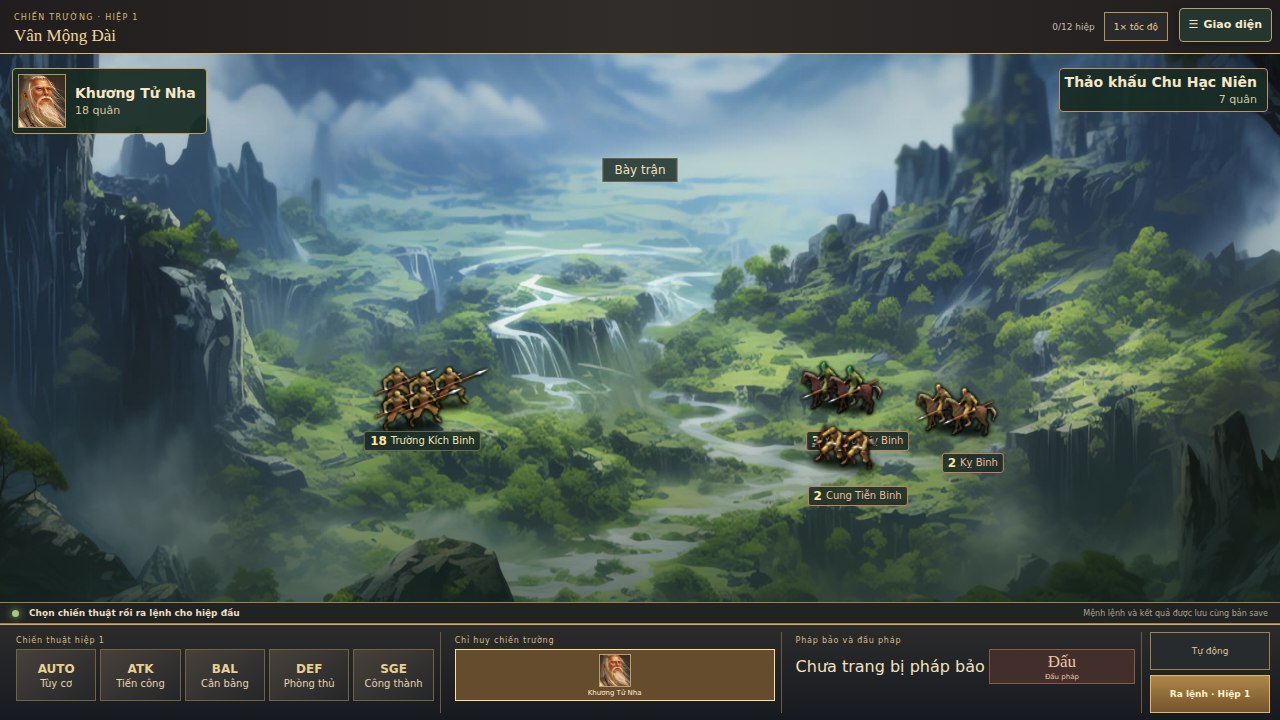 CHIẾN TRƯỜNG · HIỆP 1
Vân Mộng Đài
0/12 hiệp
1× tốc độ
☰ Giao diện
Khương Tử Nha
18 quân
Thảo khấu Chu Hạc Niên
7 quân
Bày trận
18 Trường Kích Binh
Binh
2 Kỵ Binh
2 Cung Tiễn Binh
Chọn chiến thuật rồi ra lệnh cho hiệp đấu
Mệnh lệnh và kết quả được lưu cùng bản save
Chiến thuật hiệp 1
AUTO
Tùy cơ
ATK
Tiến công
BAL
Cân bằng
DEF
Phòng thủ
SGE
Công thành
Chỉ huy chiến trường
Khương Tử Nha
Pháp bảo và đấu pháp
Chưa trang bị pháp bảo
Đấu
Đấu pháp
Tự động
Ra lệnh · Hiệp 1